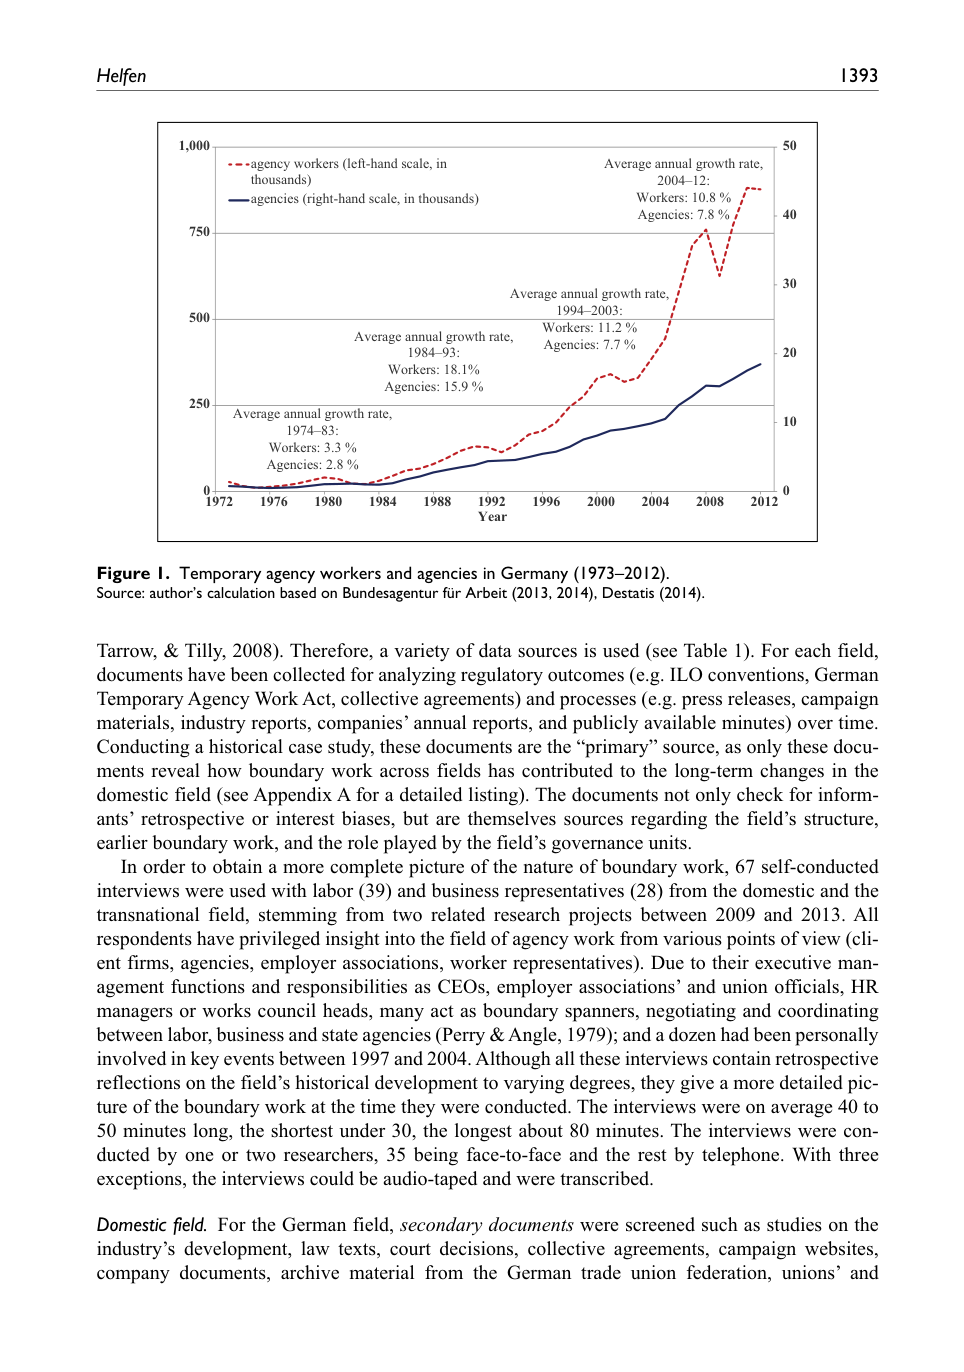 Helfen 1393
1,000 50
agency workers (left-hand scale, in
thousands)
agencies (right-hand scale, in thousands)
Average annual growth rate,
2004–12:
Workers: 10.8 %
Agencies: 7.8 %
40
750
30
Average annual growth rate,
1994–2003:
Workers: 11.2 %
Agencies: 7.7 %
500
Average annual growth rate,
1984–93:
Workers: 18.1%
Agencies: 15.9 %
20
250
10
Average annual growth rate,
1974–83:
Workers: 3.3 %
Agencies: 2.8 %
0 0
1972 1976 1980 1984 1988 1992 1996 2000 2004 2008 2012
Year
Figure 1. Temporary agency workers and agencies in Germany (1973–2012).
Source: author’s calculation based on Bundesagentur für Arbeit (2013, 2014), Destatis (2014).
Tarrow, & Tilly, 2008). Therefore, a variety of data sources is used (see Table 1). For each field,
documents have been collected for analyzing regulatory outcomes (e.g. ILO conventions, German
Temporary Agency Work Act, collective agreements) and processes (e.g. press releases, campaign
materials, industry reports, companies’ annual reports, and publicly available minutes) over time.
Conducting a historical case study, these documents are the “primary” source, as only these docu-
ments reveal how boundary work across fields has contributed to the long-term changes in the
domestic field (see Appendix A for a detailed listing). The documents not only check for inform-
ants’ retrospective or interest biases, but are themselves sources regarding the field’s structure,
earlier boundary work, and the role played by the field’s governance units.
In order to obtain a more complete picture of the nature of boundary work, 67 self-conducted
interviews were used with labor (39) and business representatives (28) from the domestic and the
transnational field, stemming from two related research projects between 2009 and 2013. All
respondents have privileged insight into the field of agency work from various points of view (cli-
ent firms, agencies, employer associations, worker representatives). Due to their executive man-
agement functions and responsibilities as CEOs, employer associations’ and union officials, HR
managers or works council heads, many act as boundary spanners, negotiating and coordinating
between labor, business and state agencies (Perry & Angle, 1979); and a dozen had been personally
involved in key events between 1997 and 2004. Although all these interviews contain retrospective
reflections on the field’s historical development to varying degrees, they give a more detailed pic-
ture of the boundary work at the time they were conducted. The interviews were on average 40 to
50 minutes long, the shortest under 30, the longest about 80 minutes. The interviews were con-
ducted by one or two researchers, 35 being face-to-face and the rest by telephone. With three
exceptions, the interviews could be audio-taped and were transcribed.
Domestic field. For the German field, secondary documents were screened such as studies on the
industry’s development, law texts, court decisions, collective agreements, campaign websites,
company documents, archive material from the German trade union federation, unions’ and